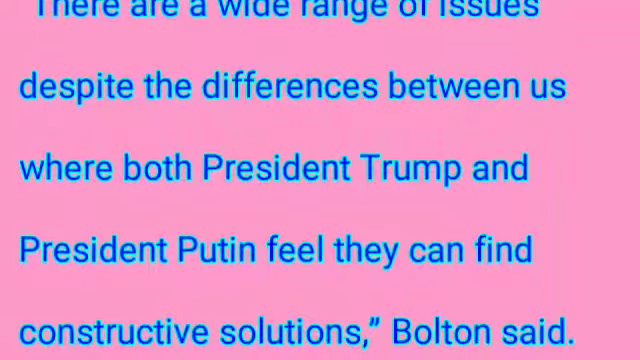 There are a wide range of issues
despite the differences between us
where both President Trump and
President Putin feel they can find
constructive solutions,” Bolton said.